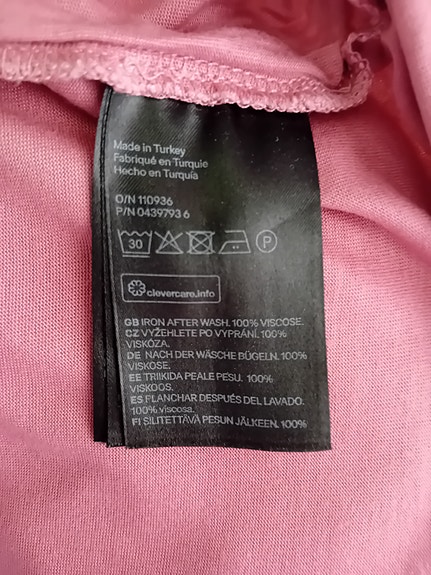 Made in Turkey
Fabriqué en Turquie
Hecho en Turquía
O/N 110936
P/N 0439793 6
30 P
clevercare.info
GB IRON AFTER WASH. 100% VISCOSE.
CZ VYŽEHLETE PO VYPRÁNÍ. 100%
VISKÓZA.
DE NACH DER WÄSCHE BÜGELN. 100%
VISKOSE.
EE TRIIKIDA PEALE PESU. 100%
VISKOOS.
ES PLANCHAR DESPUÉS DEL LAVADO.
100% viscosa.
FI SILITETTÄVÄ PESUN JÄLKEEN. 100%